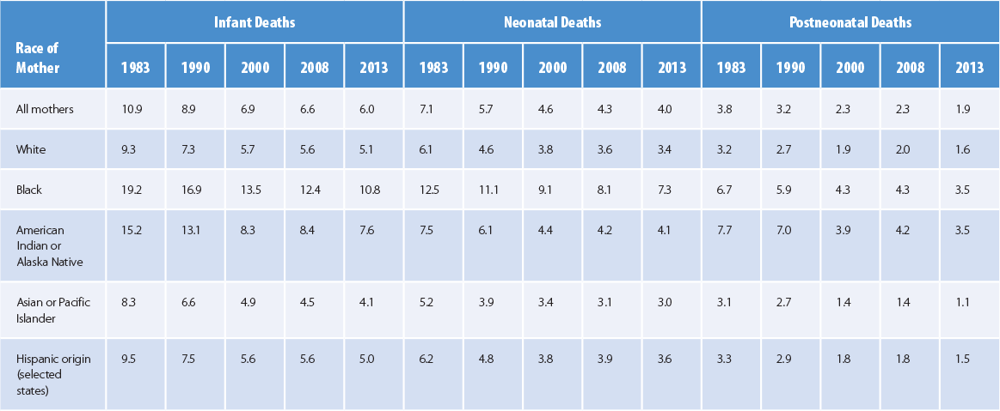 Race of
Mother
Infant Deaths Neonatal Deaths Postneonatal Deaths
1983 1990 2000 2008 2013 1983 1990 2000 2008 2013 1983 1990 2000 2008 2013
All mothers 10.9 8.9 6.9 6.6 6.0 7.1 5.7 4.6 4.3 4.0 3.8 3.2 2.3 2.3 1.9
White 9.3 7.3 5.7 5.6 5.1 6.1 4.6 3.8 3.6 3.4 3.2 2.7 1.9 2.0 1.6
Black 19.2 16.9 13.5 12.4 10.8 12.5 11.1 9.1 8.1 7.3 6.7 5.9 4.3 4.3 3.5
American 15.2 13.1 8.3 8.4 7.6 7.5 6.1 4.4 4.2 4.1 7.7 7.0 3.9 4.2 3.5
Indian or
Alaska Native
Asian or Pacific 8.3 6.6 4.9 4.5 4.1 5.2 3.9 3.4 3.1 3.0 3.1 2.7 1.4 1.4 1.1
Islander
Hispanic origin 9.5 7.5 5.6 5.6 5.0 6.2 4.8 3.8 3.9 3.6 3.3 2.9 1.8 1.8 1.5
(selected
states)